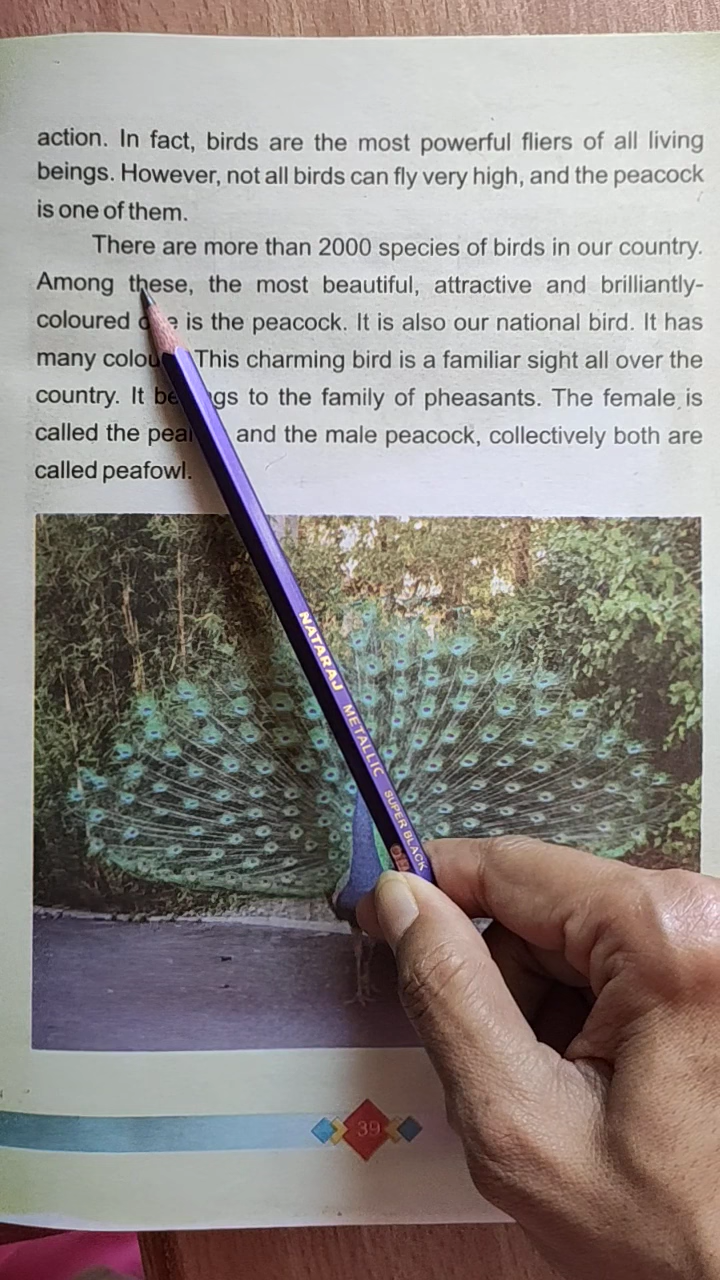 action. In fact, birds are the most powerful fliers of all living
beings. However, not all birds can fly very high, and the peacock
is one of them.
There are more than 2000 species of birds in our country.
Among these, the most beautiful, attractive and brilliantly-
coloured is the peacock. It is also our national bird. It has
many This charming bird is a familiar sight all over the
country. It to the family of pheasants. The female is
called the and the male peacock, collectively both are
called peafowl.
NATARAJ METALLIC SUPER BLACK
39